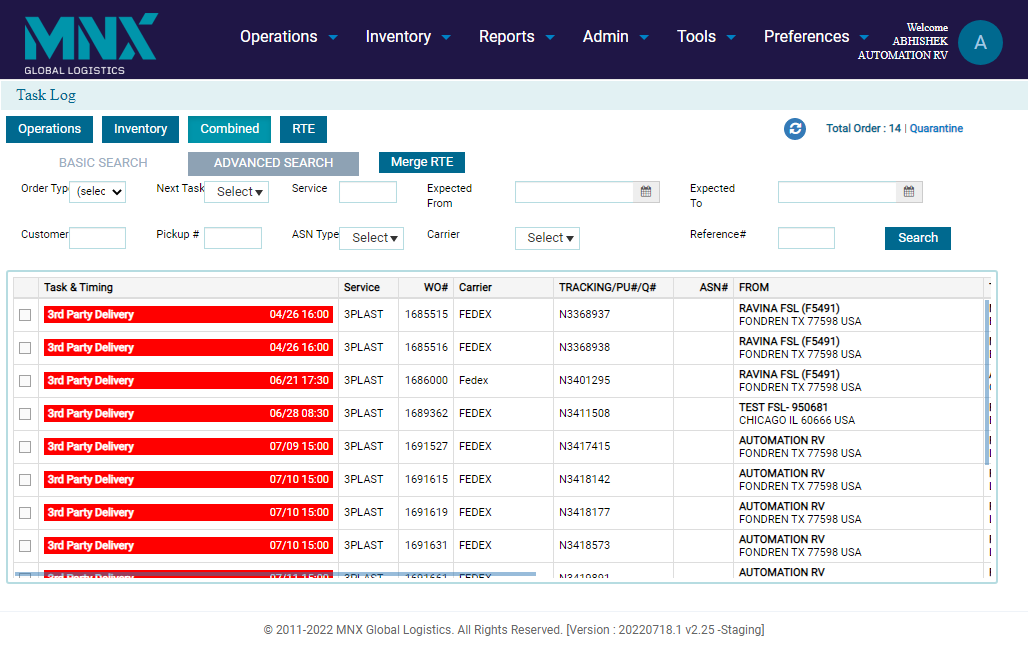 MNX
GLOBAL LOGISTICS
Operations Inventory Reports Admin Tools Preferences
Welcome
ABHISHEK
AUTOMATION RV
A
Task Log
Operations Inventory Combined RTE
Total Order : 14 | Quarantine
BASIC SEARCH ADVANCED SEARCH Merge RTE
Order Typ (selec Next Task Select Service Expected From Expected To
Customer Pickup # ASN Type Select Carrier Select Reference# Search
Task & Timing Service WO# Carrier TRACKING/PU#/Q# ASN# FROM
3rd Party Delivery 04/26 16:00 3PLAST 1685515 FEDEX N3368937 RAVINA FSL (F5491)
FONDREN TX 77598 USA
3rd Party Delivery 04/26 16:00 3PLAST 1685516 FEDEX N3368938 RAVINA FSL (F5491)
FONDREN TX 77598 USA
3rd Party Delivery 06/21 17:30 3PLAST 1686000 Fedex N3401295 RAVINA FSL (F5491)
FONDREN TX 77598 USA
3rd Party Delivery 06/28 08:30 3PLAST 1689362 FEDEX N3411508 TEST FSL- 950681
CHICAGO IL 60666 USA
3rd Party Delivery 07/09 15:00 3PLAST 1691527 FEDEX N3417415 AUTOMATION RV
FONDREN TX 77598 USA
3rd Party Delivery 07/10 15:00 3PLAST 1691615 FEDEX N3418142 AUTOMATION RV
FONDREN TX 77598 USA
3rd Party Delivery 07/10 15:00 3PLAST 1691619 FEDEX N3418177 AUTOMATION RV
FONDREN TX 77598 USA
3rd Party Delivery 07/10 15:00 3PLAST 1691631 FEDEX N3418573 AUTOMATION RV
FONDREN TX 77598 USA
3rd Party Delivery 07/11 15:00 3PLAST 1691661 FEDEX N3419891 AUTOMATION RV
© 2011-2022 MNX Global Logistics. All Rights Reserved. [Version : 20220718.1 v2.25 -Staging]